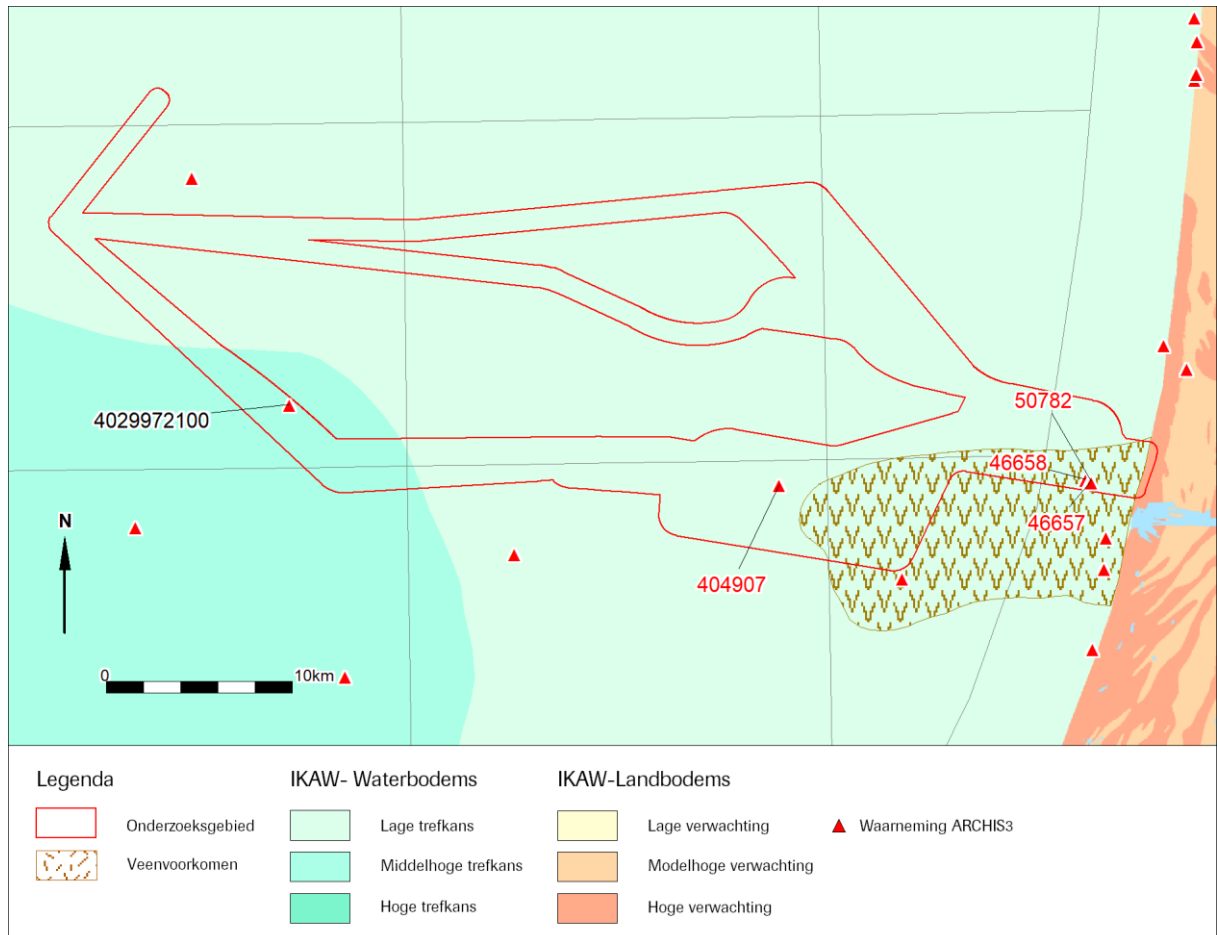 4029972100
50782
46658
46657
404907
N
0 10km
Legenda
Onderzoeksgebied
Veenvoorkomen
IKAW- Waterbodems
Lage trefkans
Middelhoge trefkans
Hoge trefkans
IKAW-Landbodems
Lage verwachting
Modelhoge verwachting
Hoge verwachting
Waarneming ARCHIS3